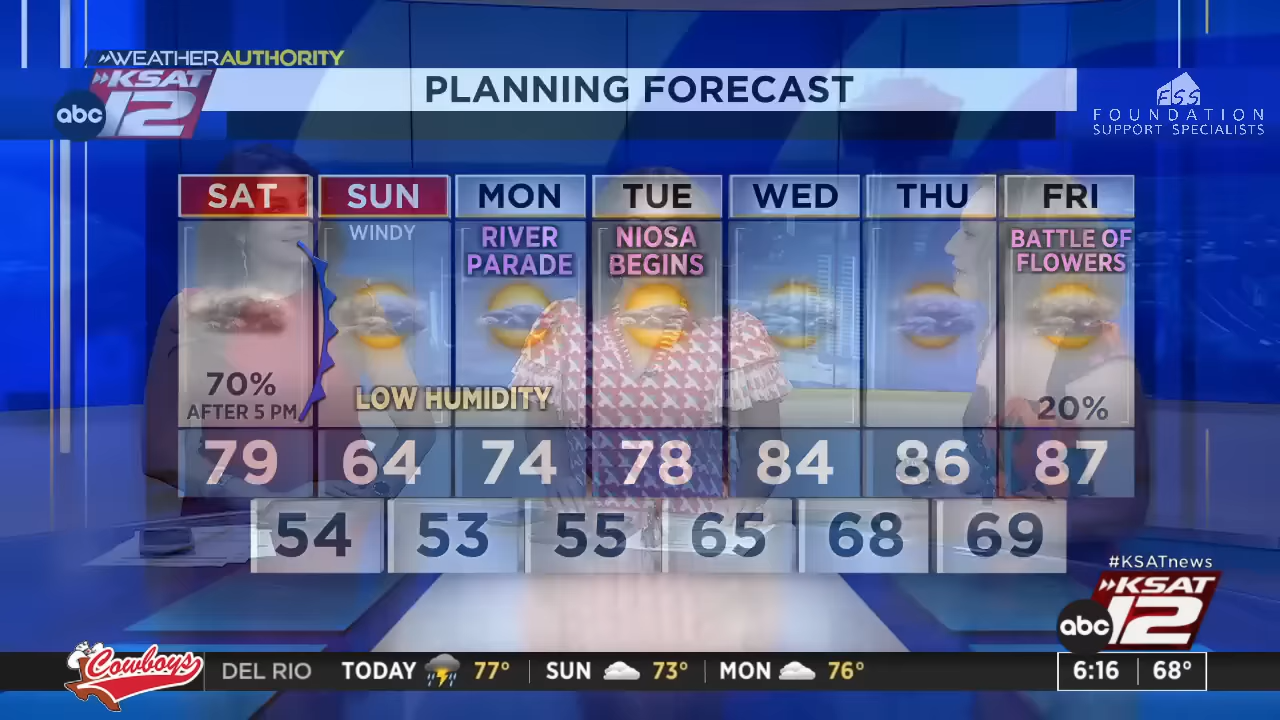 »WEATHERAUTHORITY
»KSAT
abc 12
PLANNING FORECAST
FSS
FOUNDATION
SUPPORT SPECIALISTS
SAT SUN MON TUE WED THU FRI
WINDY
RIVER
PARADE
NIOSA
BEGINS
BATTLE OF
FLOWERS
70%
AFTER 5 PM
LOW HUMIDITY
20%
79 64 74 78 84 86 87
54 53 55 65 68 69
#KSATnews
»KSAT
abc 12
Cowboys DEL RIO TODAY 77° SUN 73° MON 76° 6:16 68°